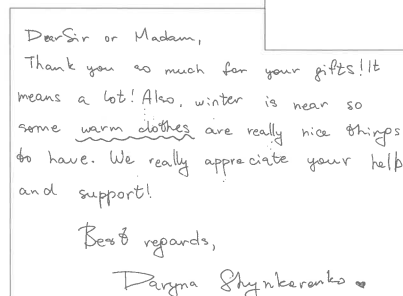 Dear Sir or Madam,
Thank you so much for your gifts! It
means a lot! Also, winter is near so
some warm clothes are really nice things
to have. We really appreciate your help
and support!
Best regards,
Daryna Shynkarenko